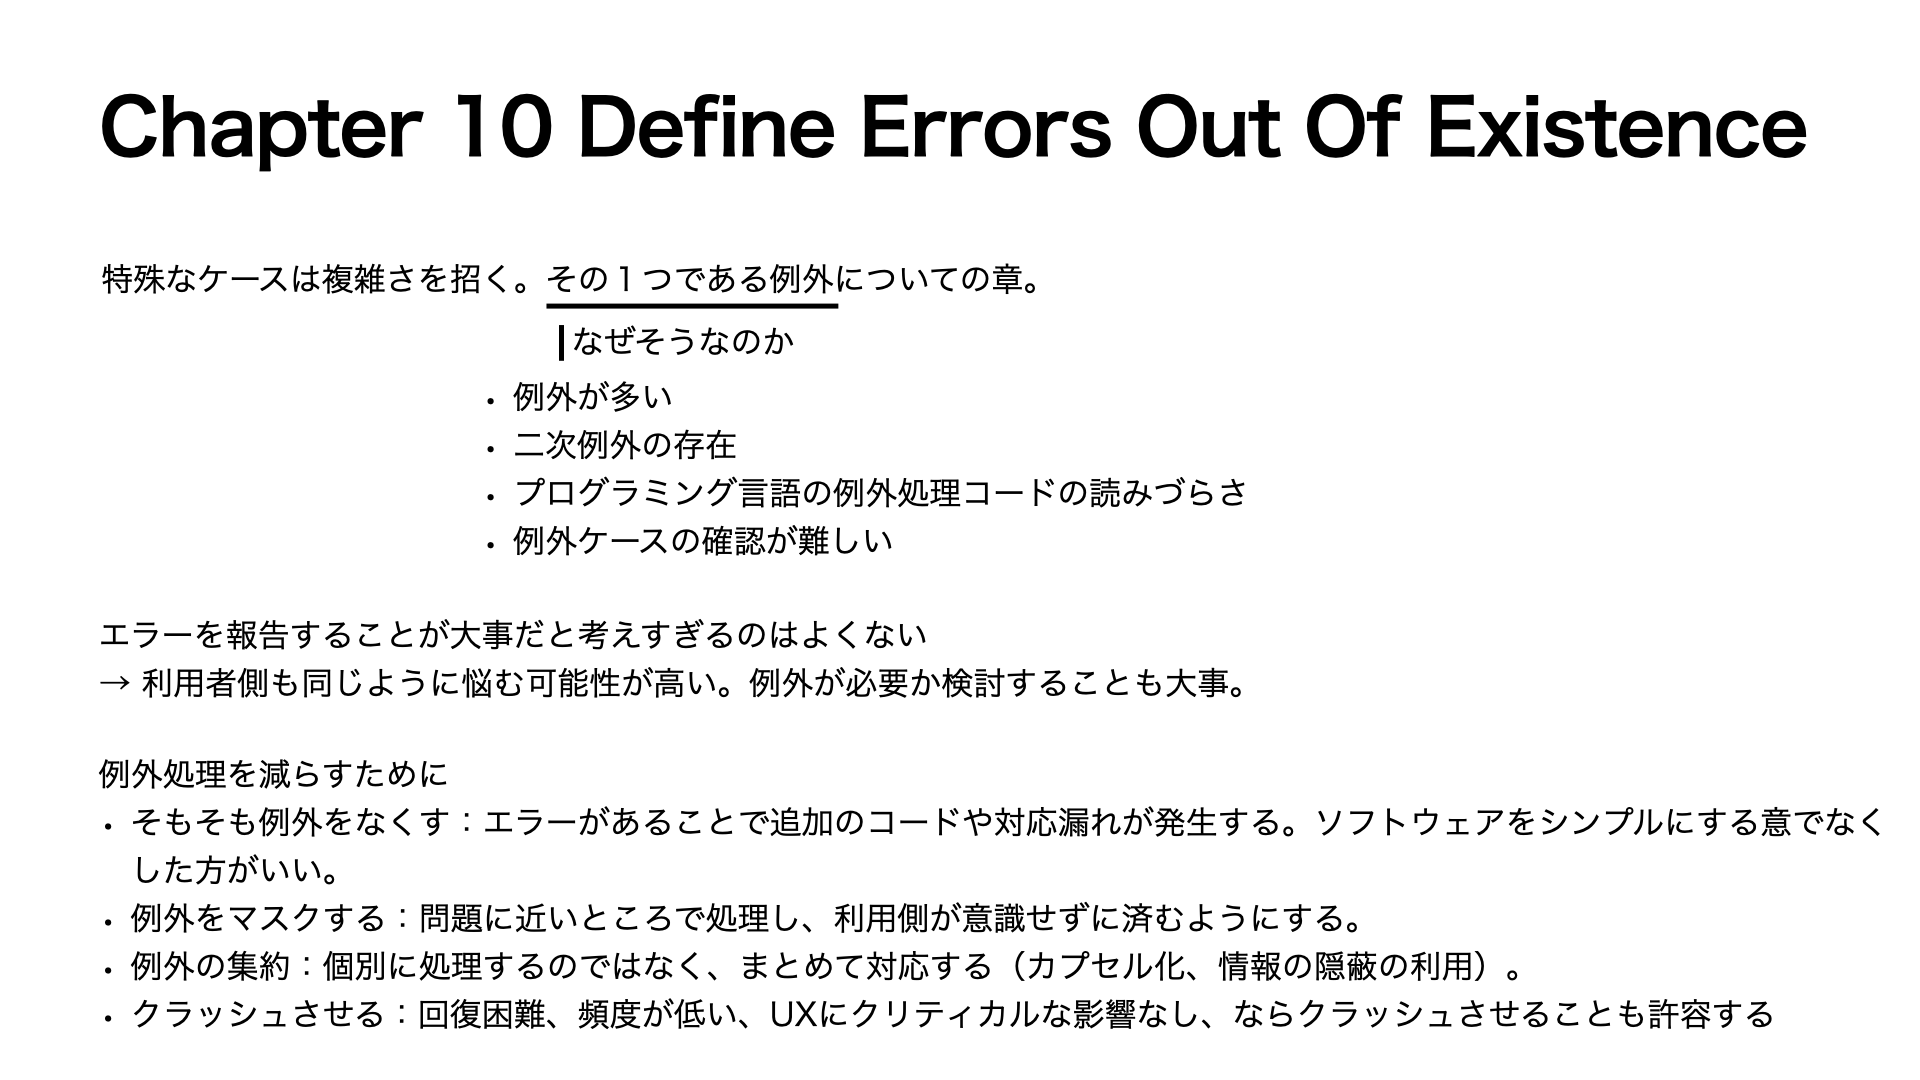 Chapter 10 Define Errors Out Of Existence
特殊なケースは複雑さを招く。その１つである例外についての章。
なぜそうなのか
・例外が多い
・二次例外の存在
・プログラミング言語の例外処理コードの読みづらさ
・例外ケースの確認が難しい
エラーを報告することが大事だと考えすぎるのはよくない
→ 利用者側も同じように悩む可能性が高い。例外が必要か検討することも大事。
例外処理を減らすために
・そもそも例外をなくす：エラーがあることで追加のコードや対応漏れが発生する。ソフトウェアをシンプルにする意でなく
した方がいい。
・例外をマスクする：問題に近いところで処理し、利用側が意識せずに済むようにする。
・例外の集約：個別に処理するのではなく、まとめて対応する（カプセル化、情報の隠蔽の利用）。
・クラッシュさせる：回復困難、頻度が低い、UXにクリティカルな影響なし、ならクラッシュさせることも許容する